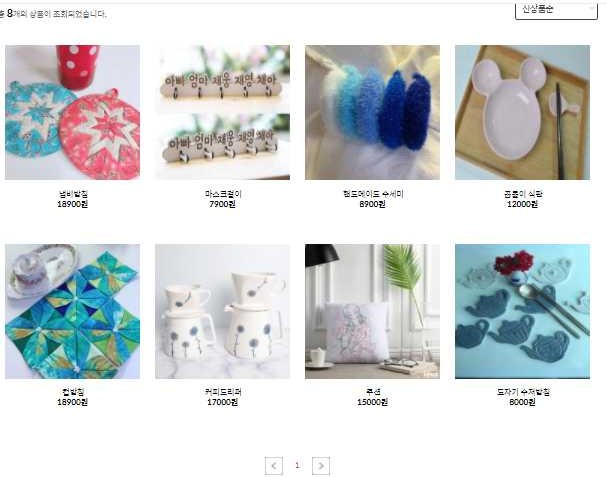 총 8개의 상품이 조회되었습니다.
신상품순
아빠 엄마 재웅 재영 채아
아빠 엄마 재웅 재영 채아
냄비받침
18900원
마스크걸이
7900원
핸드메이드 수세미
8900원
곰돌이 식판
12000원
컵받침
18900원
커피드리퍼
17000원
쿠션
15000원
도자기 수저받침
8000원
1